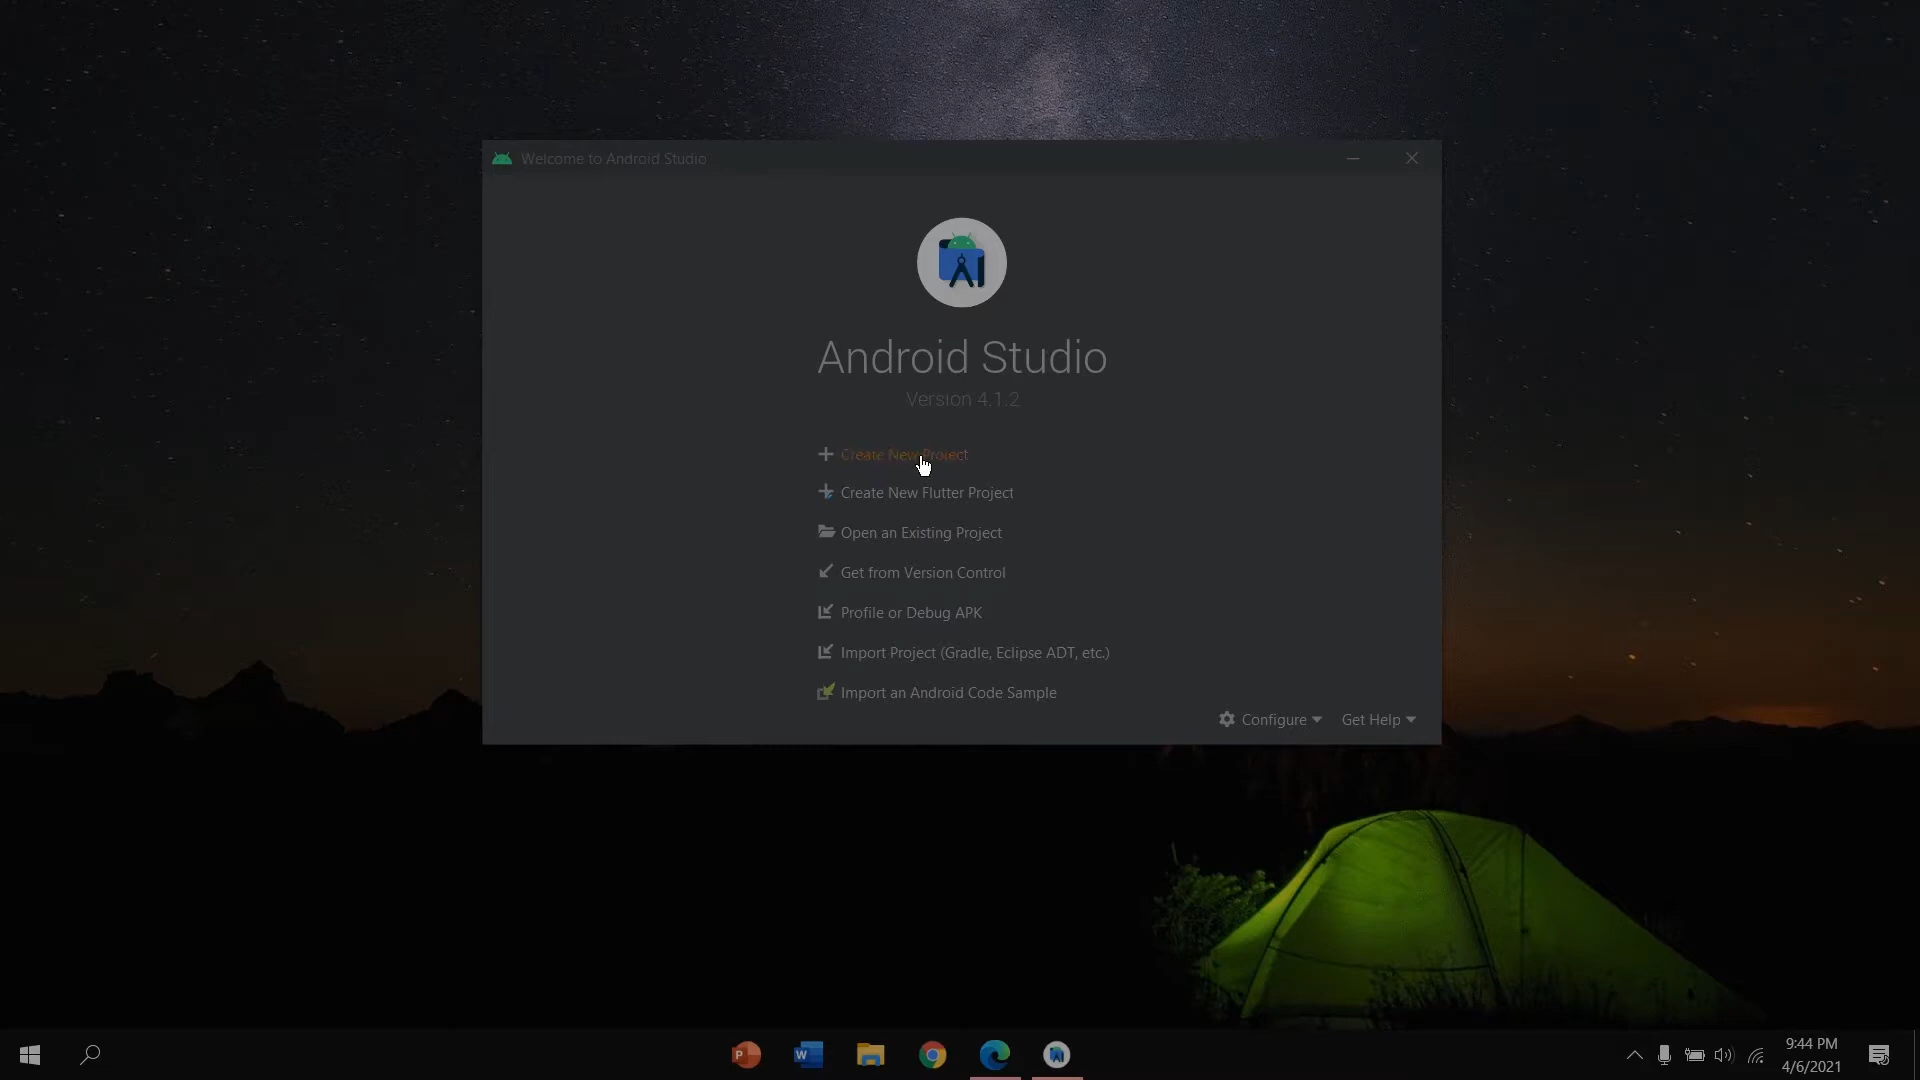 Welcome to Android Studio
Android Studio
Version 4.1.2
Create New Project
Create New Flutter Project
Open an Existing Project
Get from Version Control
Profile or Debug APK
Import Project (Gradle, Eclipse ADT, etc.)
Import an Android Code Sample
Configure
Get Help
9:44 PM
4/6/2021